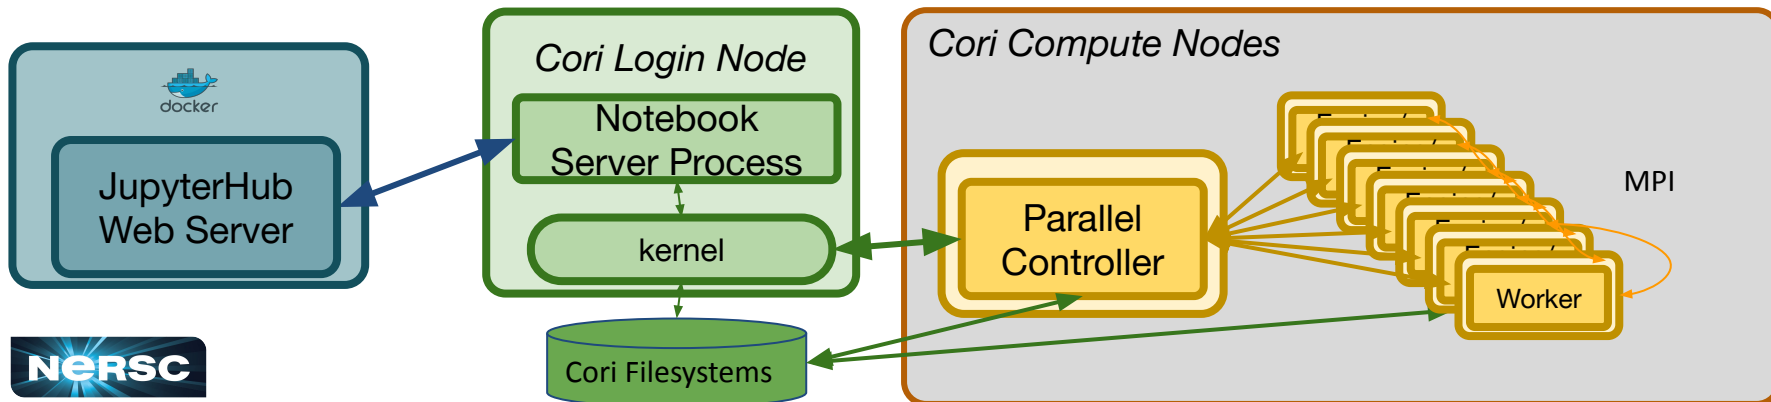 docker
JupyterHub
Web Server
Cori Login Node
Notebook
Server Process
kernel
Cori Filesystems
Cori Compute Nodes
Parallel
Controller
Worker
MPI
NERSC